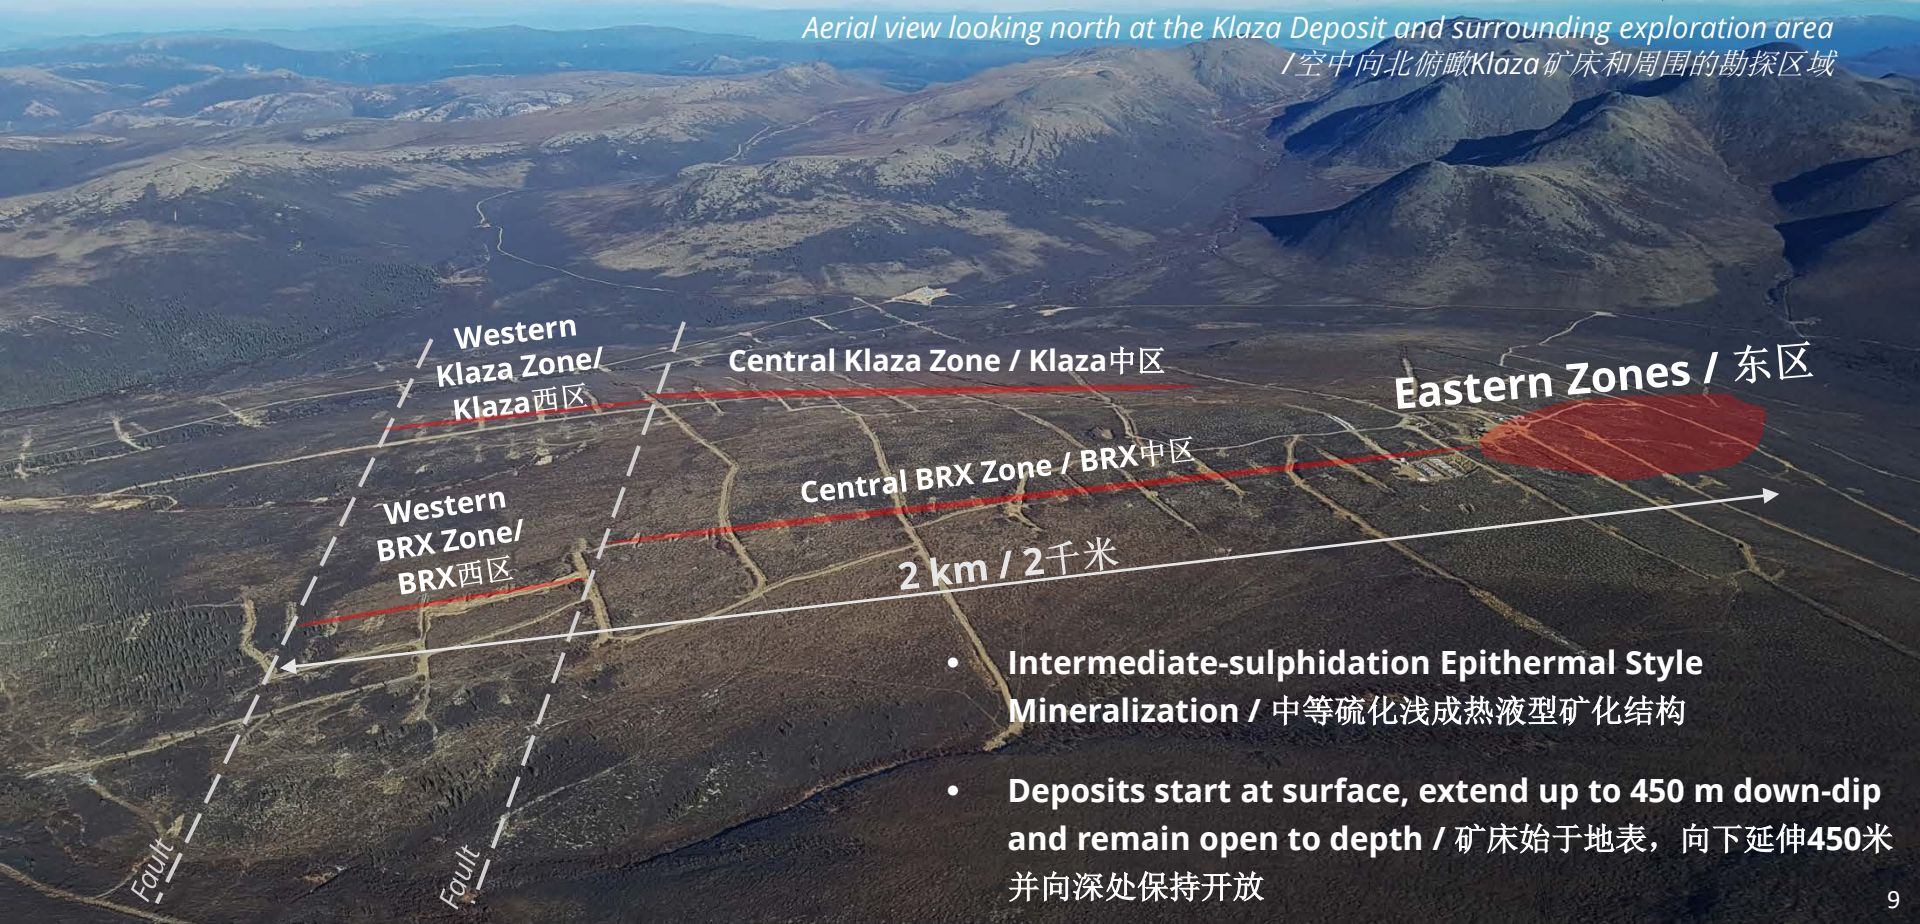 Aerial view looking north at the Klaza Deposit and surrounding exploration area
/空中向北俯瞰Klaza矿床和周围的勘探区域
Western
Klaza Zone/
Klaza西区
Central Klaza Zone / Klaza中区
Eastern Zones / 东区
Western
BRX Zone/
BRX西区
Central BRX Zone / BRX中区
2 km / 2千米
• Intermediate-sulphidation Epithermal Style
Mineralization / 中等硫化浅成热液型矿化结构
• Deposits start at surface, extend up to 450 m down-dip
and remain open to depth / 矿床始于地表，向下延伸450米
并向深处保持开放
Fault
Fault
9